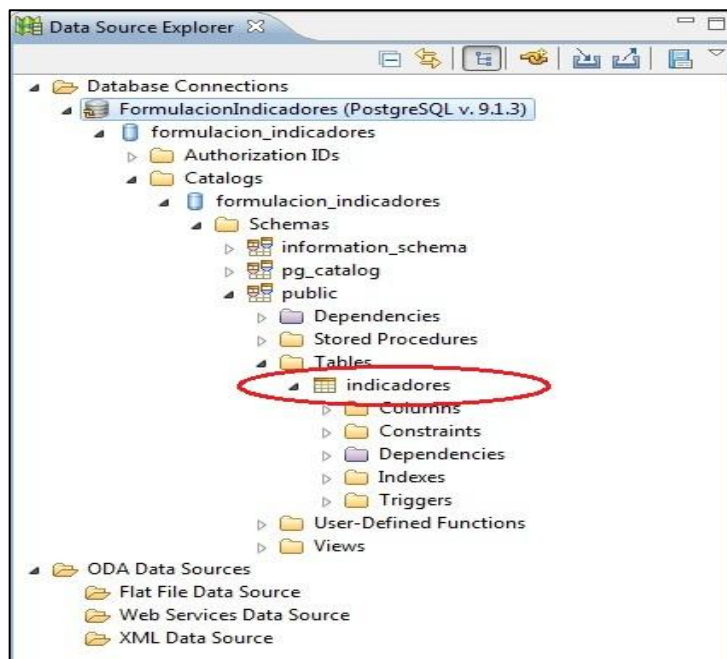 Data Source Explorer
Database Connections
FormulacionIndicadores (PostgreSQL v. 9.1.3)
formulacion_indicadores
Authorization IDs
Catalogs
formulacion_indicadores
Schemas
information_schema
pg_catalog
public
Dependencies
Stored Procedures
Tables
indicadores
Columns
Constraints
Dependencies
Indexes
Triggers
User-Defined Functions
Views
ODA Data Sources
Flat File Data Source
Web Services Data Source
XML Data Source